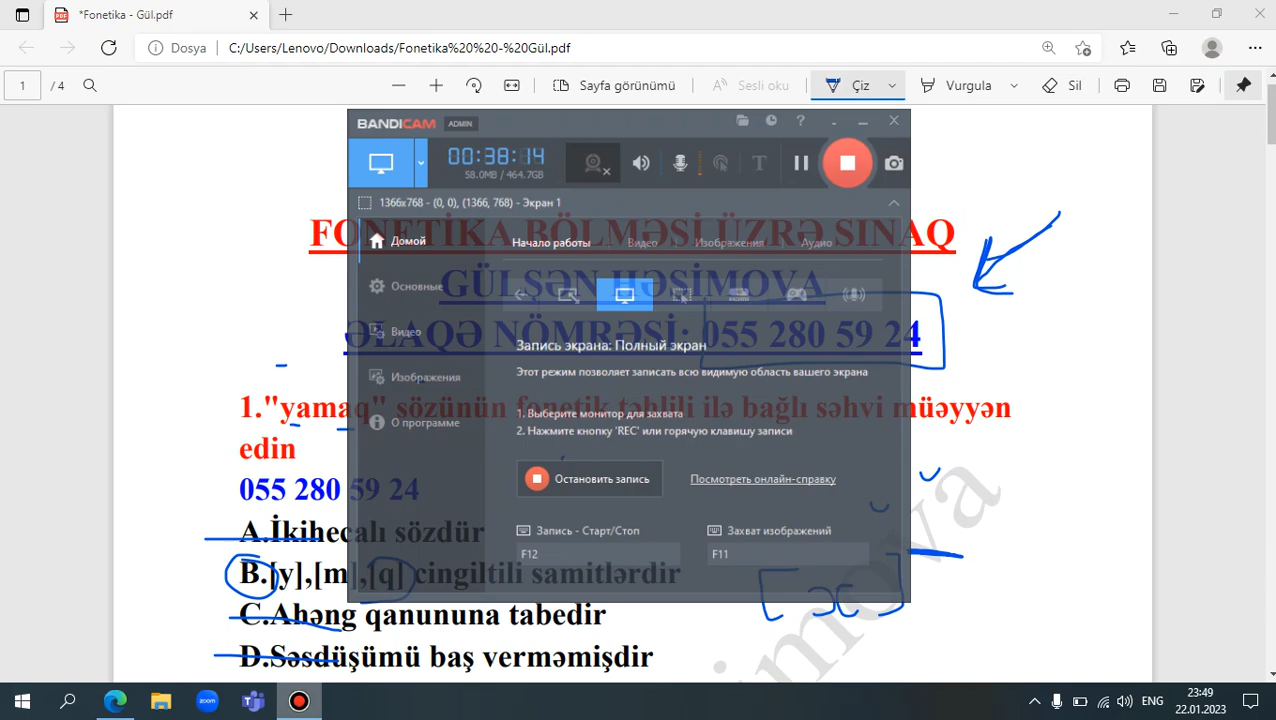 *Fonetika - Gül.pdf
Dosya
C:/Users/Lenovo/Downloads/Fonetika%20%20-%20Gül.pdf
1 / 4
Sayfa görünümü
Sesli oku
Çiz
Vurgula
Sil
BANDICAM ADMIN
00:38:14
58.0MB / 464.7GB
1366x768 - (0, 0), (1366, 768) - Экран 1
Домой
Начало работы
Видео
Изображения
Аудио
Основные
Видео
Изображения
О программе
Запись экрана: Полный экран
Этот режим позволяет записать всю видимую область вашего экрана
1. Выберите монитор для захвата
2. Нажмите кнопку 'REC' или горячую клавишу записи
Остановить запись
Посмотреть онлайн-справку
Запись - Старт/Стоп
F12
Захват изображений
F11
FONETİKA BÖLMƏSİ ÜZRƏ SINAQ
GÜLŞƏN HƏŞİMOVA
ƏLAQƏ NÖMRƏSİ: 055 280 59 24
1."yamaq" sözünün fonetik təhlili ilə bağlı səhvi müəyyən
edin
055 280 59 24
A.İkihecalı sözdür
B.[y],[m],[q] cingiltili samitlərdir
C.Ahəng qanununa tabedir
D.Səsdüşümü baş verməmişdir
ENG
23:49
22.01.2023
zoom